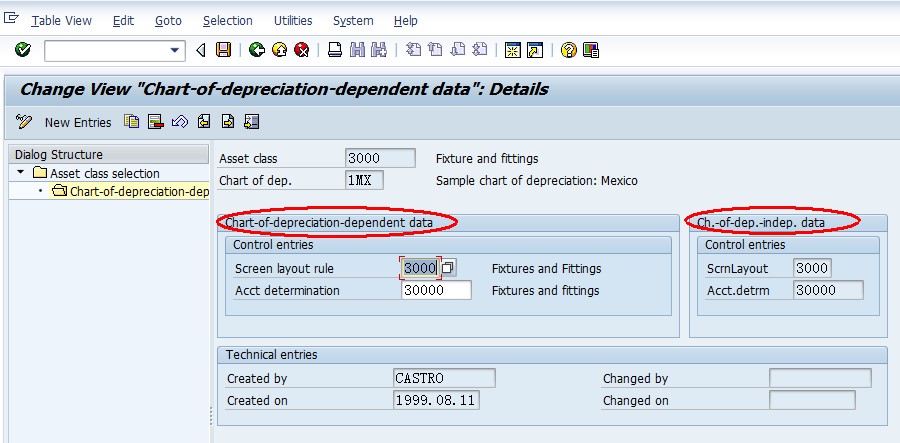 Table View Edit Goto Selection Utilities System Help
Change View "Chart-of-depreciation-dependent data": Details
New Entries
Dialog Structure
Asset class selection
Chart-of-depreciation-dep
Asset class 3000 Fixture and fittings
Chart of dep. 1MX Sample chart of depreciation: Mexico
Chart-of-depreciation-dependent data
Control entries
Screen layout rule 3000 Fixtures and Fittings
Acct determination 30000 Fixtures and fittings
Ch.-of-dep.-indep. data
Control entries
ScrnLayout 3000
Acct.detrm 30000
Technical entries
Created by CASTRO Changed by
Created on 1999.08.11 Changed on